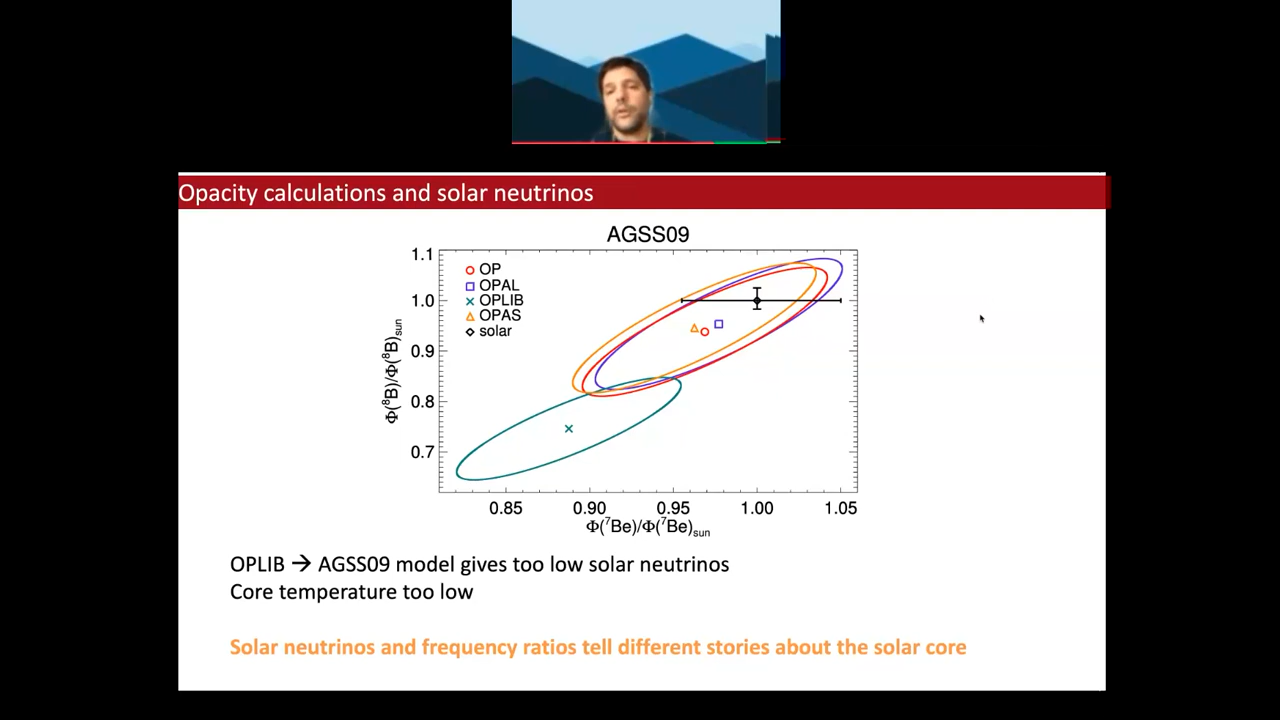 Opacity calculations and solar neutrinos
AGSS09
1.1
1.0
0.9
0.8
0.7
Φ(⁸B)/Φ(⁸B)sun
OP
OPAL
OPLIB
OPAS
solar
0.85 0.90 0.95 1.00 1.05
Φ(⁷Be)/Φ(⁷Be)sun
OPLIB → AGSS09 model gives too low solar neutrinos
Core temperature too low
Solar neutrinos and frequency ratios tell different stories about the solar core